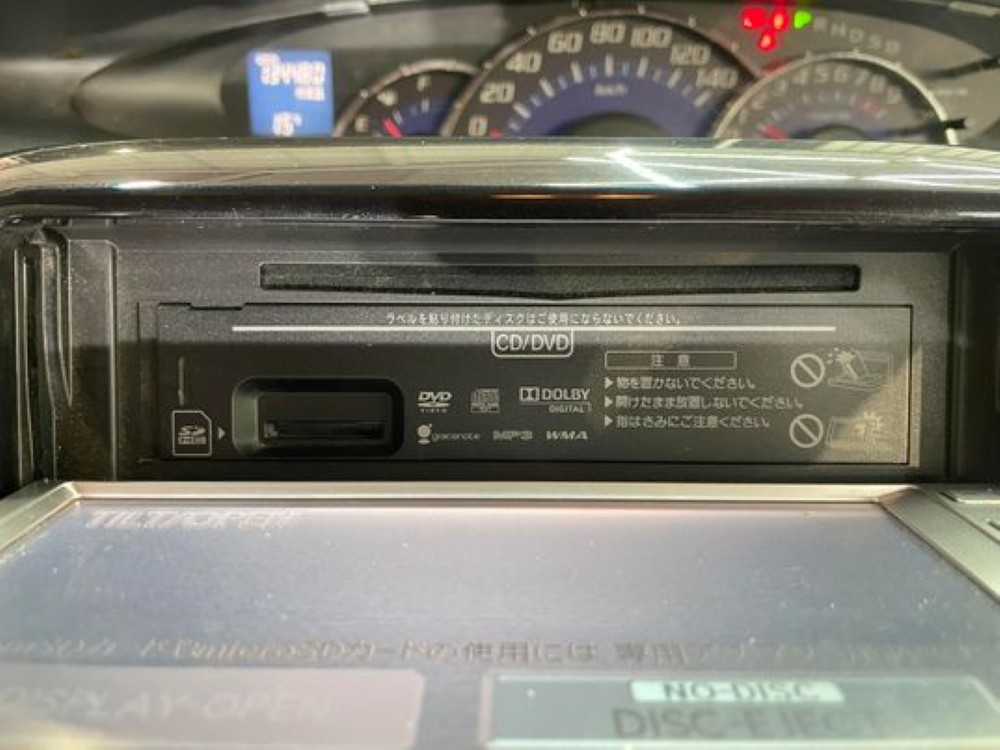 20 40 60 80 100 120 140
km/h
E F
ラベルを貼り付けたディスクはご使用にならないでください。
CD/DVD
注 意
▶物を置かないでください。
▶開けたまま放置しないでください。
▶指はさみにご注意ください。
DVD
VIDEO
DOLBY
DIGITAL
gracenote MP3 WMA
TILT/OPEN
microSDカードの使用には 専用
DISPLAY-OPEN
NO-DISC
DISC-EJECT